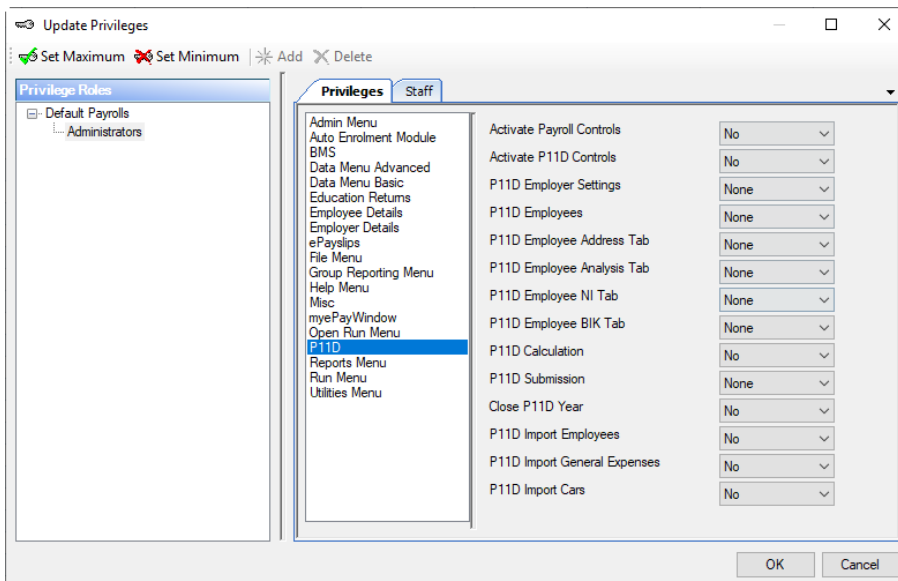 Update Privileges
Set Maximum Set Minimum Add Delete
Privilege Roles
Default Payrolls
Administrators
Privileges Staff
Admin Menu
Auto Enrolment Module
BMS
Data Menu Advanced
Data Menu Basic
Education Returns
Employee Details
Employer Details
ePayslips
File Menu
Group Reporting Menu
Help Menu
Misc
myePayWindow
Open Run Menu
P11D
Reports Menu
Run Menu
Utilities Menu
Activate Payroll Controls No
Activate P11D Controls No
P11D Employer Settings None
P11D Employees None
P11D Employee Address Tab None
P11D Employee Analysis Tab None
P11D Employee NI Tab None
P11D Employee BIK Tab None
P11D Calculation No
P11D Submission None
Close P11D Year No
P11D Import Employees No
P11D Import General Expenses No
P11D Import Cars No
OK Cancel